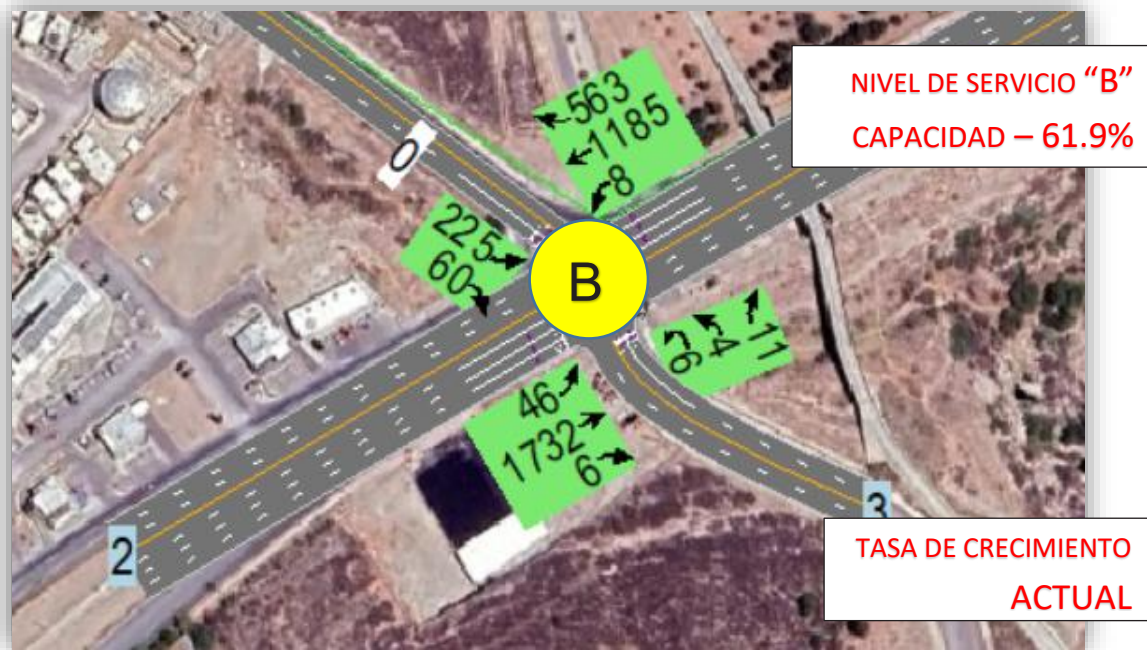 NIVEL DE SERVICIO “B”
CAPACIDAD – 61.9%
563
1185
8
0
225
60
B
9
4
11
46
1732
6
2
3
TASA DE CRECIMIENTO
ACTUAL